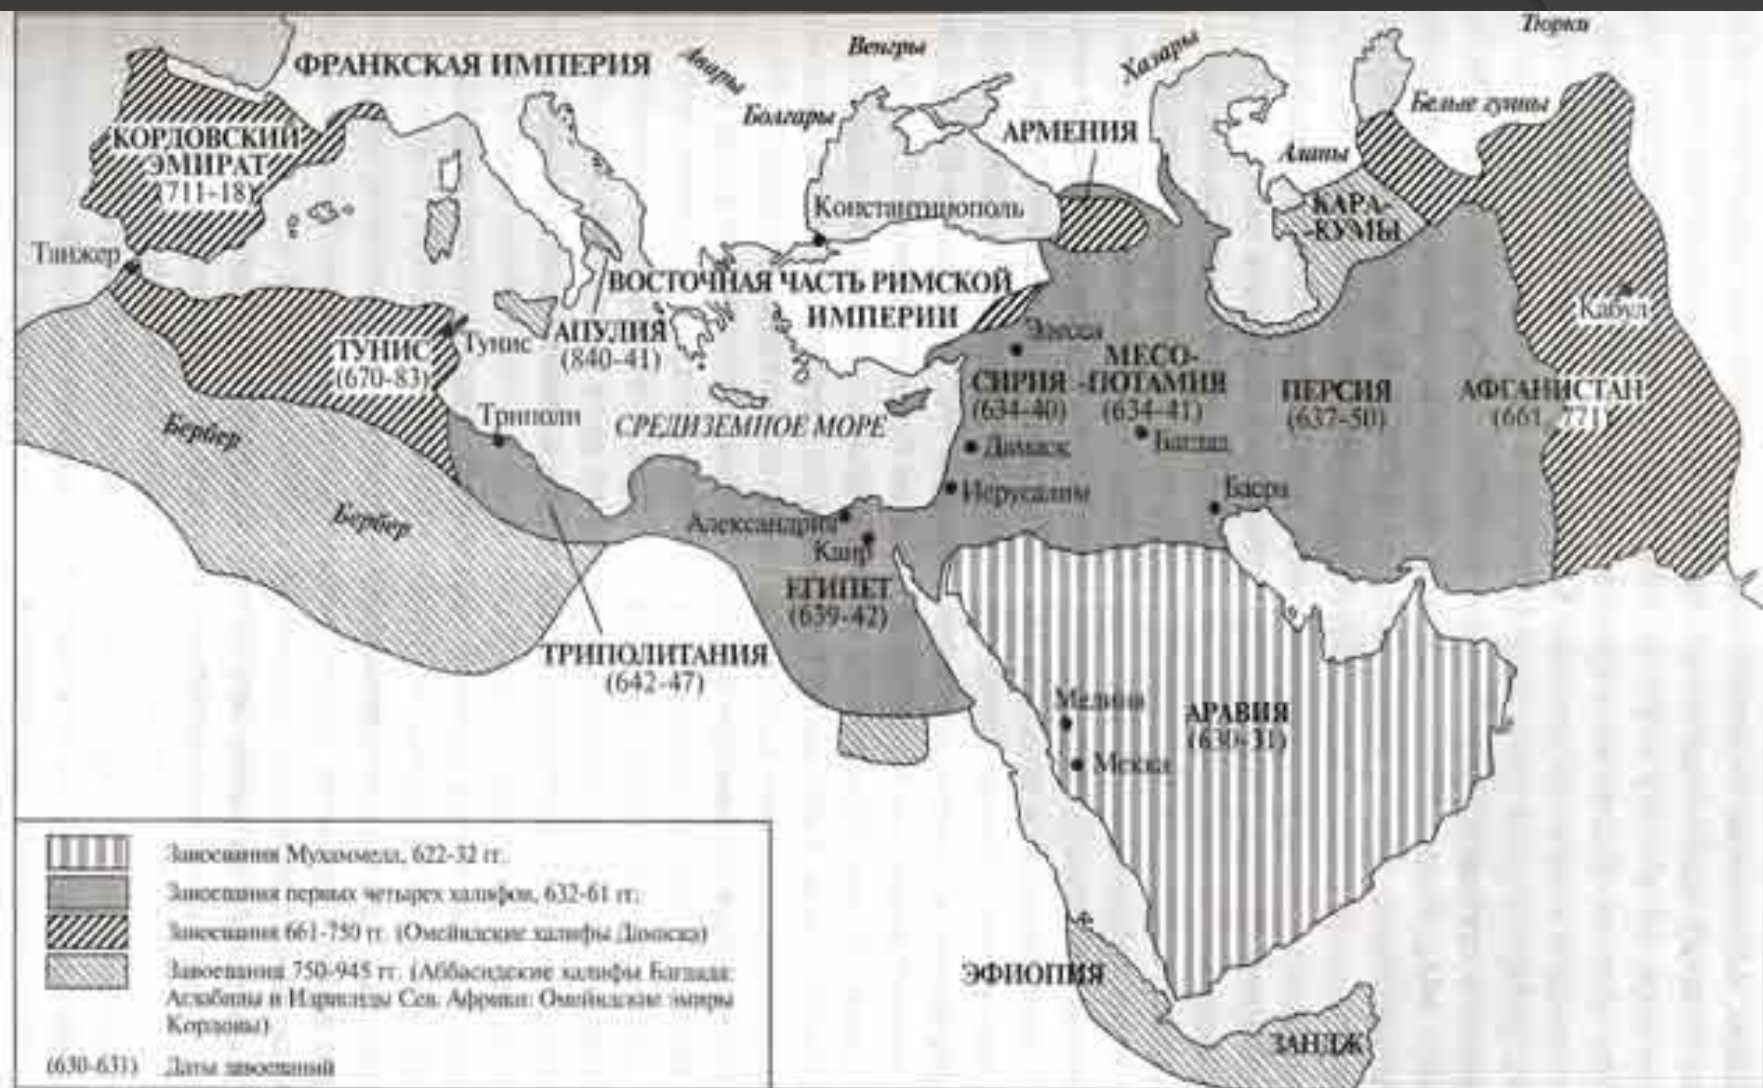 Тюрки
Венгры
Авары
Хазары
ФРАНКСКАЯ ИМПЕРИЯ
Болгары
Белые гунны
АРМЕНИЯ
Аланы
КОРДОВСКИЙ
ЭМИРАТ
(711-18)
КАРА-
-КУМЫ
Константинополь
Танжер
ВОСТОЧНАЯ ЧАСТЬ РИМСКОЙ
ИМПЕРИИ
Кабул
Эдесса
ТУНИС
(670-83)
Тунис
АПУЛИЯ
(840-41)
СИРИЯ
(634-40)
МЕСО-
-ПОТАМИЯ
(634-41)
ПЕРСИЯ
(637-50)
АФГАНИСТАН
(661, 771)
Триполи
СРЕДИЗЕМНОЕ МОРЕ
Бербер
Дамаск
Багдад
Иерусалим
Басра
Бербер
Александрия
Каир
ЕГИПЕТ
(639-42)
ТРИПОЛИТАНИЯ
(642-47)
Медина
АРАВИЯ
(630-31)
Мекка
ЭФИОПИЯ
ЗАНДЖ
Завоевания Мухаммеда, 622-32 гг.
Завоевания первых четырех халифов, 632-61 гг.
Завоевания 661-750 гг. (Омейядские халифы Дамаска)
Завоевания 750-945 гг. (Аббасидские халифы Багдада;
Аглабиды и Идрисиды Сев. Африки; Омейядские эмиры
Кордовы)
(630-631) Даты завоеваний